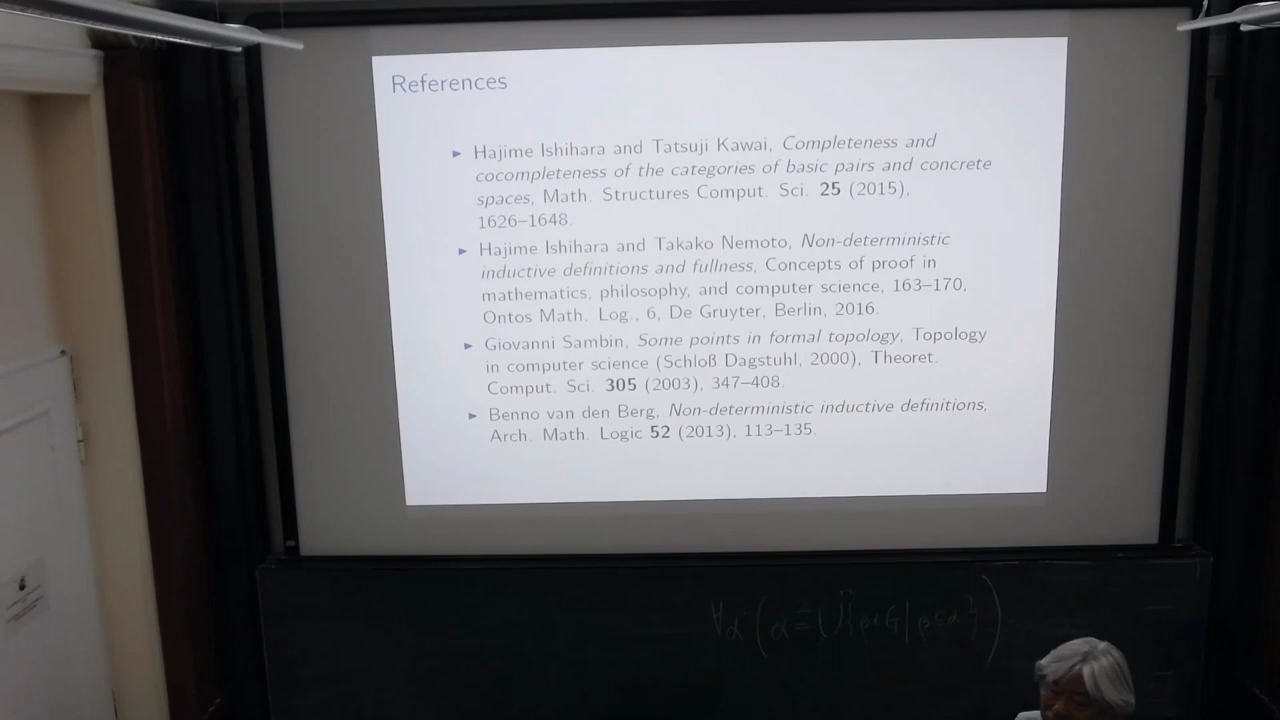 References
▸ Hajime Ishihara and Tatsuji Kawai, Completeness and
cocompleteness of the categories of basic pairs and concrete
spaces, Math. Structures Comput. Sci. 25 (2015),
1626–1648.
▸ Hajime Ishihara and Takako Nemoto, Non-deterministic
inductive definitions and fullness, Concepts of proof in
mathematics, philosophy, and computer science, 163–170,
Ontos Math. Log., 6, De Gruyter, Berlin, 2016.
▸ Giovanni Sambin, Some points in formal topology, Topology
in computer science (Schloß Dagstuhl, 2000), Theoret.
Comput. Sci. 305 (2003), 347–408.
▸ Benno van den Berg, Non-deterministic inductive definitions,
Arch. Math. Logic 52 (2013), 113–135.